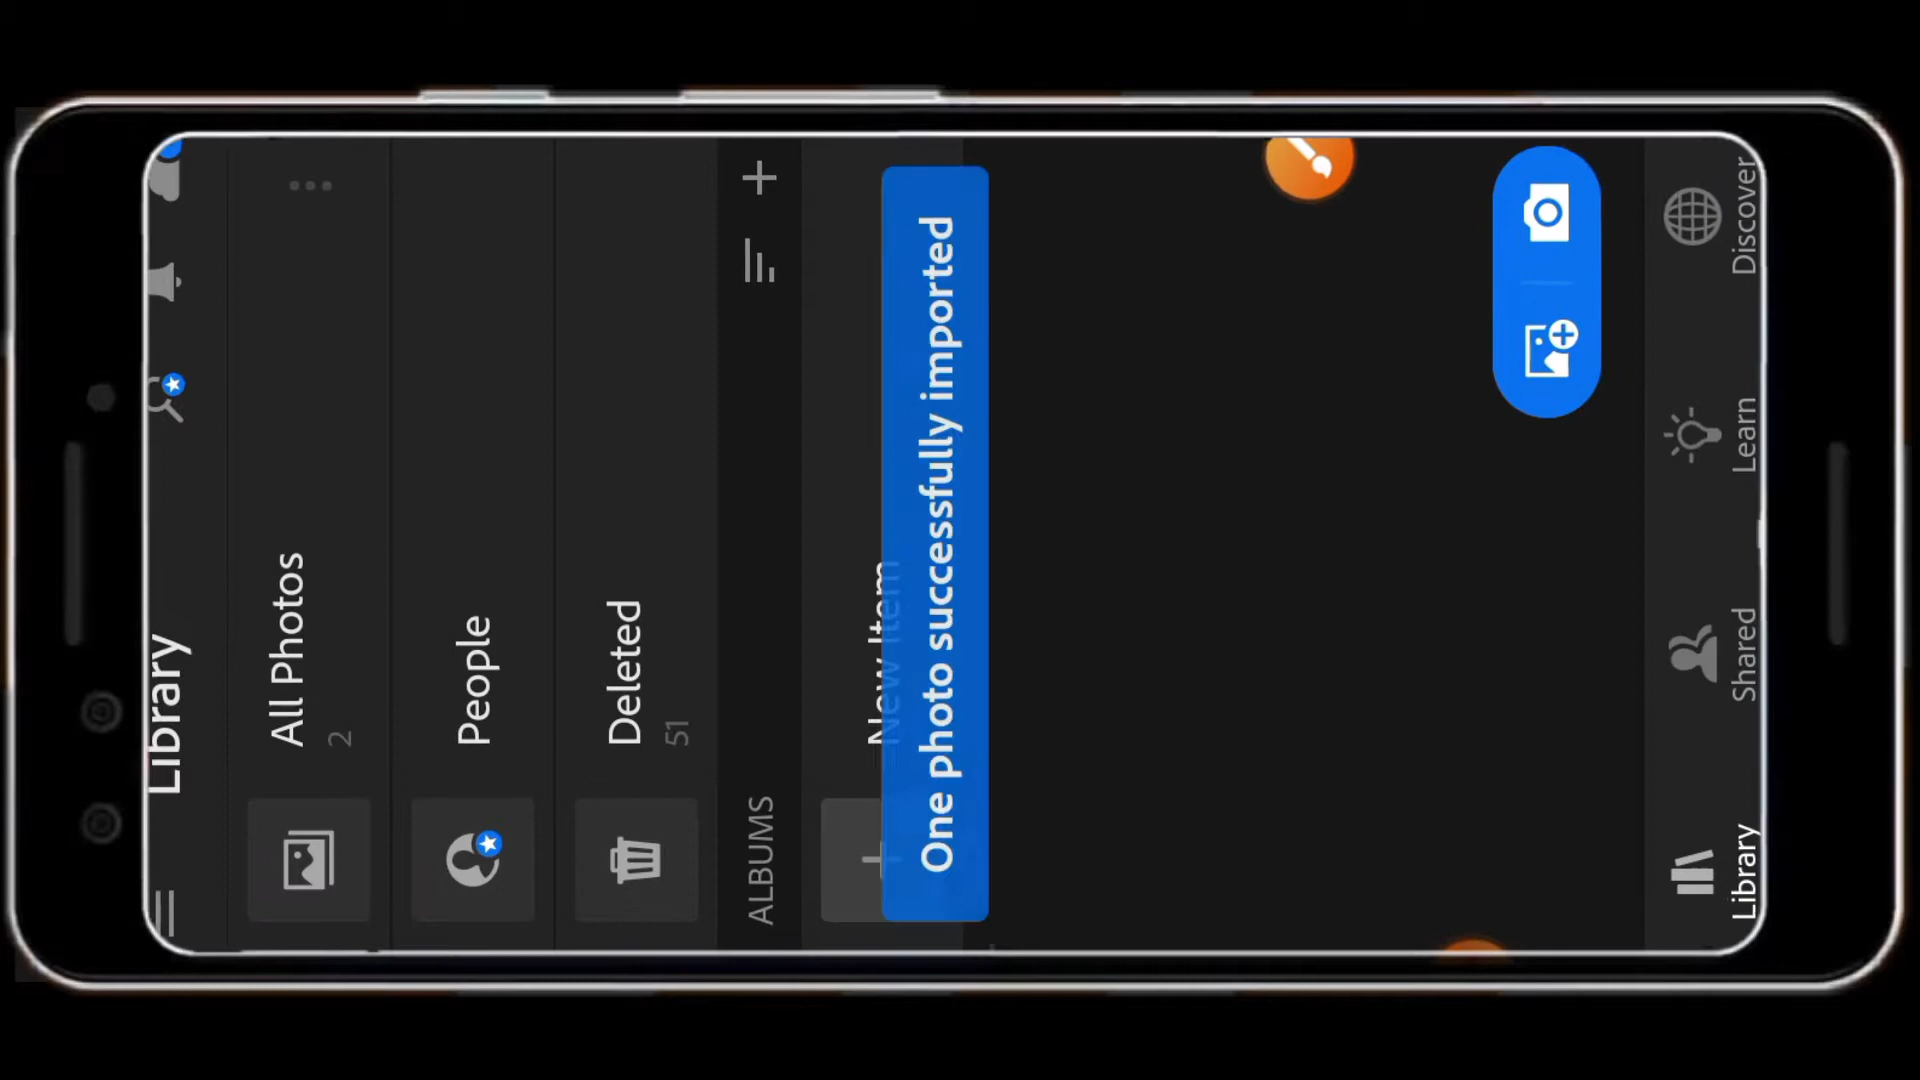 Library
All Photos
2
People
Deleted
51
ALBUMS
New Item
One photo successfully imported
Library
Shared
Learn
Discover